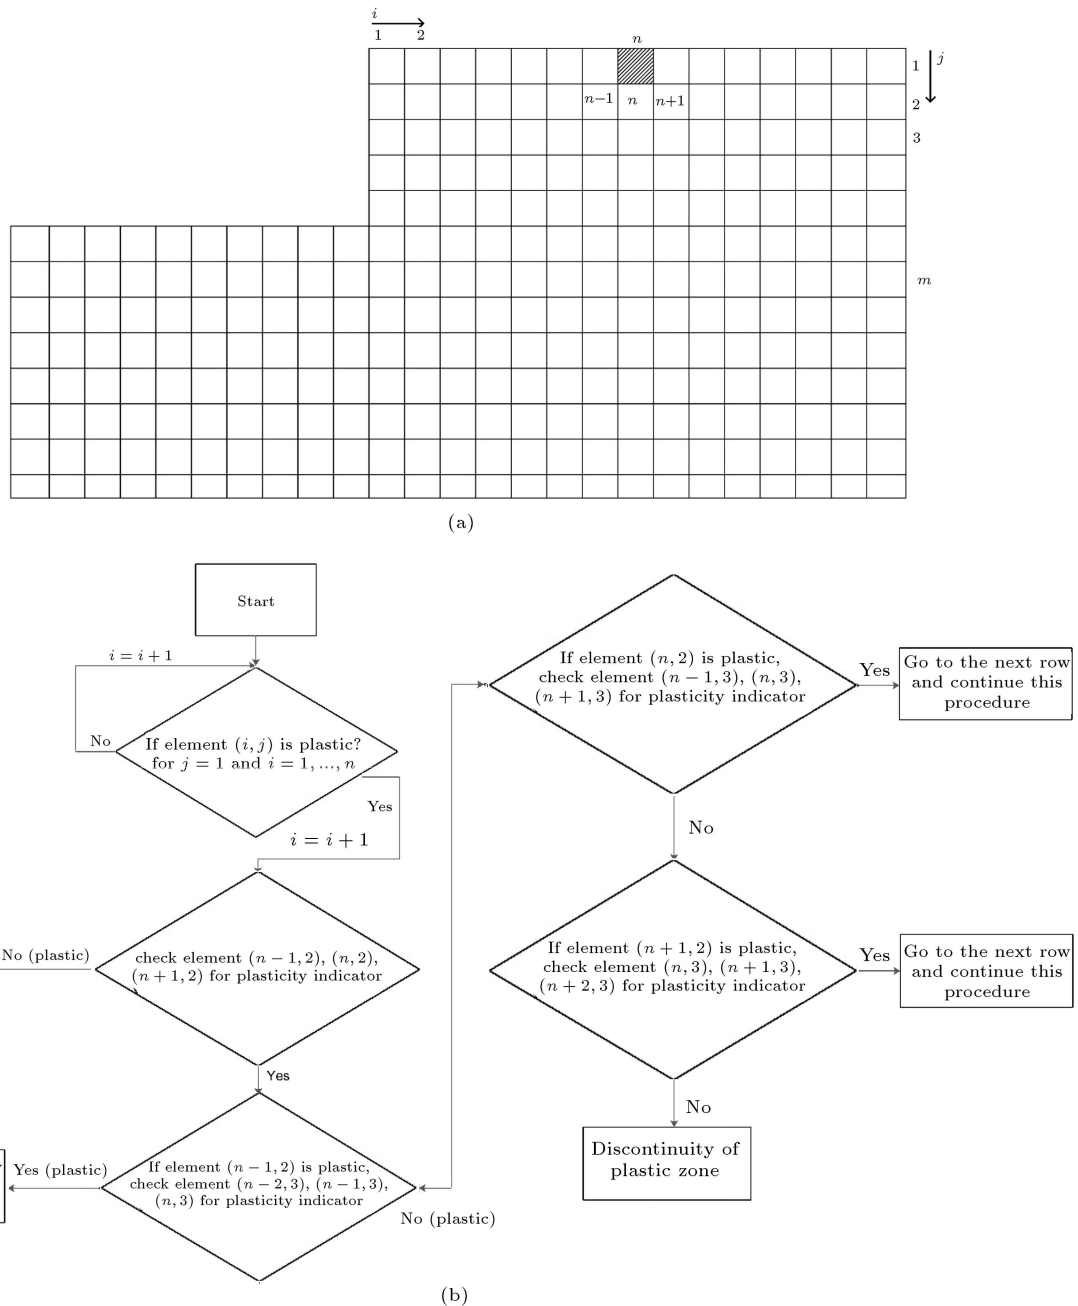 i
1 2
n
1
j
n−1 n n+1
2
3
m
(a)
Start
i = i + 1
No
If element (i, j) is plastic?
for j = 1 and i = 1, ..., n
Yes
i = i + 1
No (plastic)
check element (n − 1, 2), (n, 2),
(n + 1, 2) for plasticity indicator
Yes
Yes (plastic)
If element (n − 1, 2) is plastic,
check element (n − 2, 3), (n − 1, 3),
(n, 3) for plasticity indicator
No (plastic)
If element (n, 2) is plastic,
check element (n − 1, 3), (n, 3),
(n + 1, 3) for plasticity indicator
Yes
Go to the next row
and continue this
procedure
No
If element (n + 1, 2) is plastic,
check element (n, 3), (n + 1, 3),
(n + 2, 3) for plasticity indicator
Yes
Go to the next row
and continue this
procedure
No
Discontinuity of
plastic zone
(b)